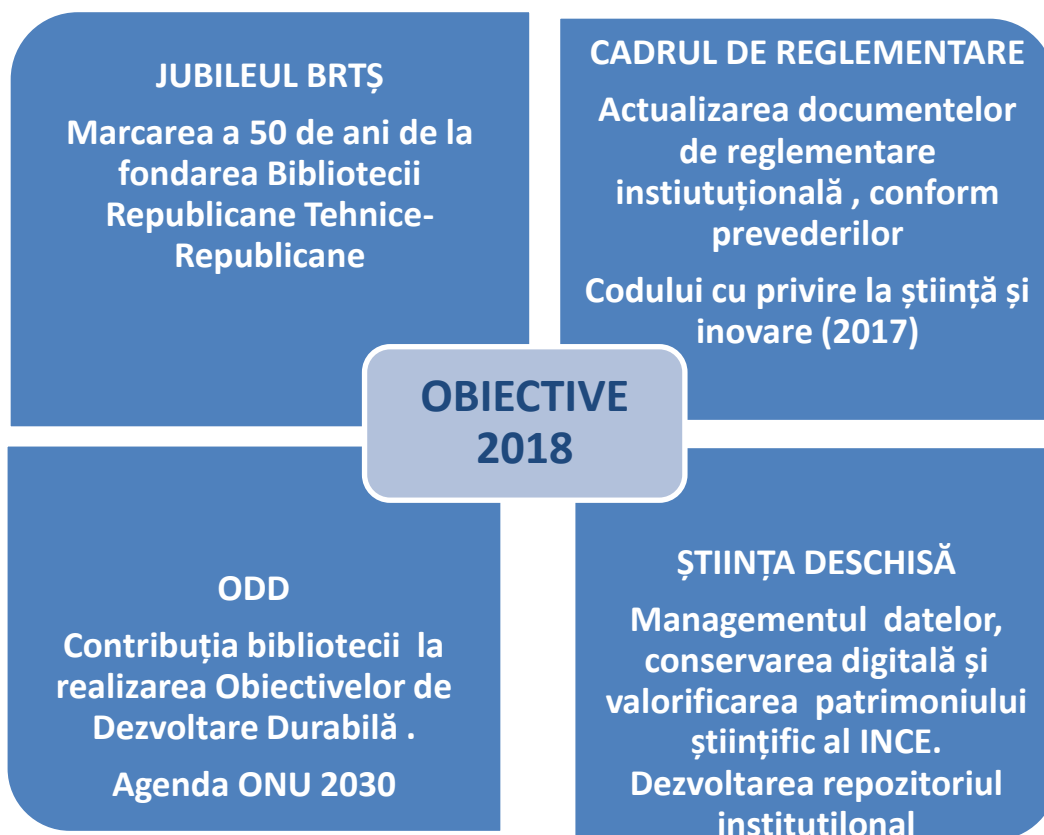 JUBILEUL BRTȘ
Marcarea a 50 de ani de la
fondarea Bibliotecii
Republicane Tehnice-
Republicane
CADRUL DE REGLEMENTARE
Actualizarea documentelor
de reglementare
instiutuțională , conform
prevederilor
Codului cu privire la știință și
inovare (2017)
OBIECTIVE
2018
ODD
Contribuția bibliotecii la
realizarea Obiectivelor de
Dezvoltare Durabilă .
Agenda ONU 2030
ȘTIINȚA DESCHISĂ
Managementul datelor,
conservarea digitală și
valorificarea patrimoniului
științific al INCE.
Dezvoltarea repozitoriul
institutilonal